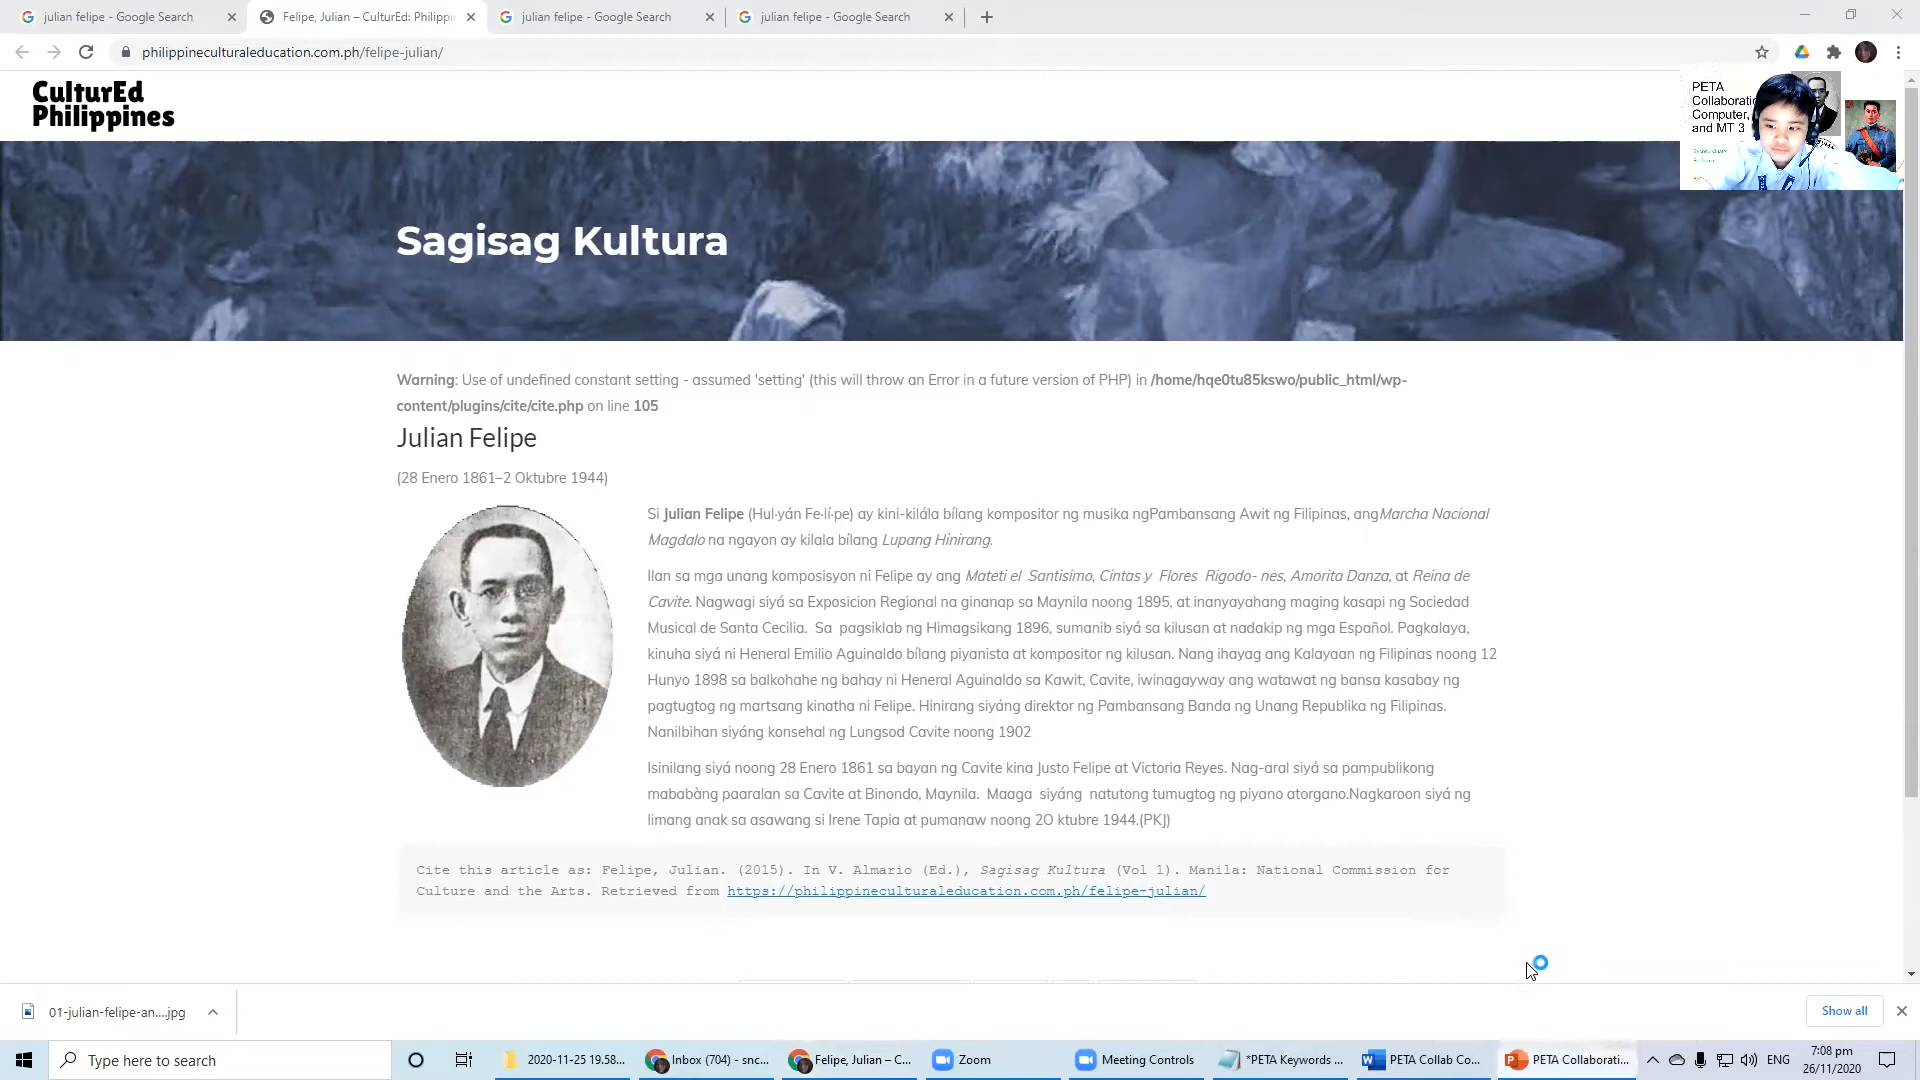 julian felipe - Google Search
Felipe, Julian – CulturEd: Philippin
julian felipe - Google Search
julian felipe - Google Search
philippineculturaleducation.com.ph/felipe-julian/
CulturEd
Philippines
PETA
Collaborati
Computer,
and MT 3
Sagisag Kultura
Warning: Use of undefined constant setting - assumed 'setting' (this will throw an Error in a future version of PHP) in /home/hqe0tu85kswo/public_html/wp-
content/plugins/cite/cite.php on line 105
Julian Felipe
(28 Enero 1861–2 Oktubre 1944)
Si Julian Felipe (Hul·yán Fe·lí·pe) ay kini-kilála bílang kompositor ng musika ngPambansang Awit ng Filipinas, angMarcha Nacional
Magdalo na ngayon ay kilala bílang Lupang Hinirang.
Ilan sa mga unang komposisyon ni Felipe ay ang Mateti el Santisimo, Cintas y Flores Rigodo- nes, Amorita Danza, at Reina de
Cavite. Nagwagi siyá sa Exposicion Regional na ginanap sa Maynila noong 1895, at inanyayahang maging kasapi ng Sociedad
Musical de Santa Cecilia. Sa pagsiklab ng Himagsikang 1896, sumanib siyá sa kilusan at nadakip ng mga Español. Pagkalaya,
kinuha siyá ni Heneral Emilio Aguinaldo bílang piyanista at kompositor ng kilusan. Nang ihayag ang Kalayaan ng Filipinas noong 12
Hunyo 1898 sa balkohahe ng bahay ni Heneral Aguinaldo sa Kawit, Cavite, iwinagayway ang watawat ng bansa kasabay ng
pagtugtog ng martsang kinatha ni Felipe. Hinirang siyáng direktor ng Pambansang Banda ng Unang Republika ng Filipinas.
Nanilbihan siyáng konsehal ng Lungsod Cavite noong 1902
Isinilang siyá noong 28 Enero 1861 sa bayan ng Cavite kina Justo Felipe at Victoria Reyes. Nag-aral siyá sa pampublikong
mababàng paaralan sa Cavite at Binondo, Maynila. Maaga siyáng natutong tumugtog ng piyano atorgano.Nagkaroon siyá ng
limang anak sa asawang si Irene Tapia at pumanaw noong 2O ktubre 1944.(PKJ)
Cite this article as: Felipe, Julian. (2015). In V. Almario (Ed.), Sagisag Kultura (Vol 1). Manila: National Commission for
Culture and the Arts. Retrieved from https://philippineculturaleducation.com.ph/felipe-julian/
01-julian-felipe-an....jpg
Show all
Type here to search
2020-11-25 19.58...
Inbox (704) - snc...
Felipe, Julian – C...
Zoom
Meeting Controls
*PETA Keywords ...
PETA Collab Co...
PETA Collaborati...
ENG
7:08 pm
26/11/2020